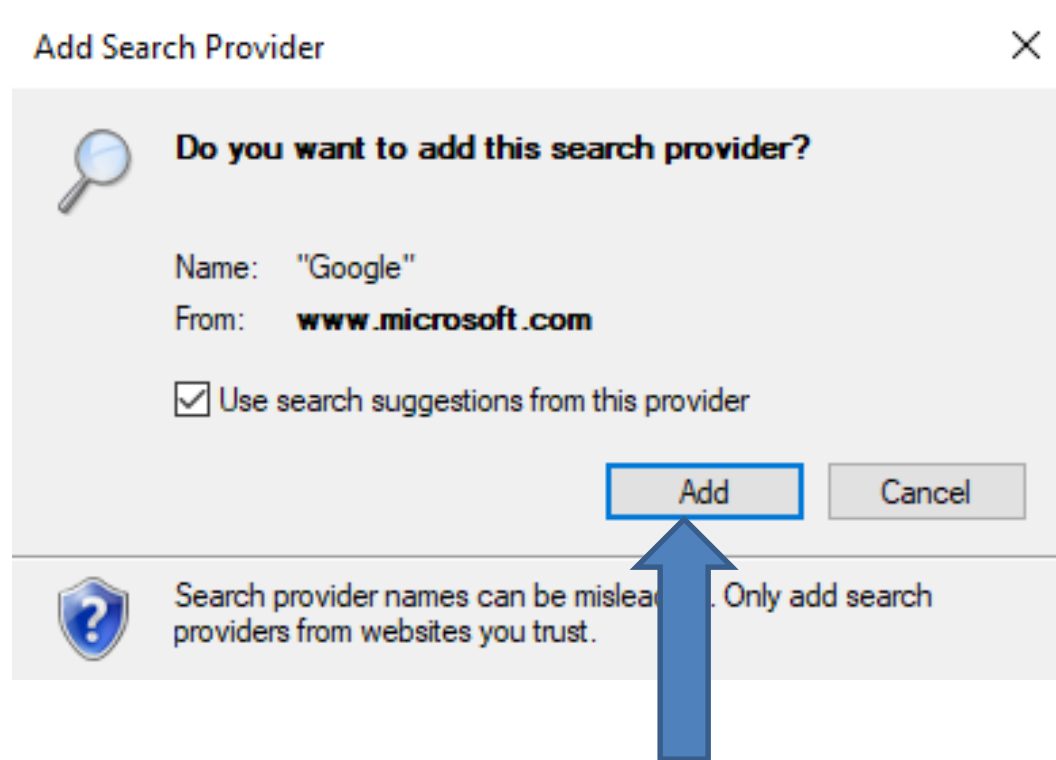 Add Search Provider
Do you want to add this search provider?
Name: "Google"
From: www.microsoft.com
Use search suggestions from this provider
Add Cancel
Search provider names can be . Only add search
providers from websites you trust.